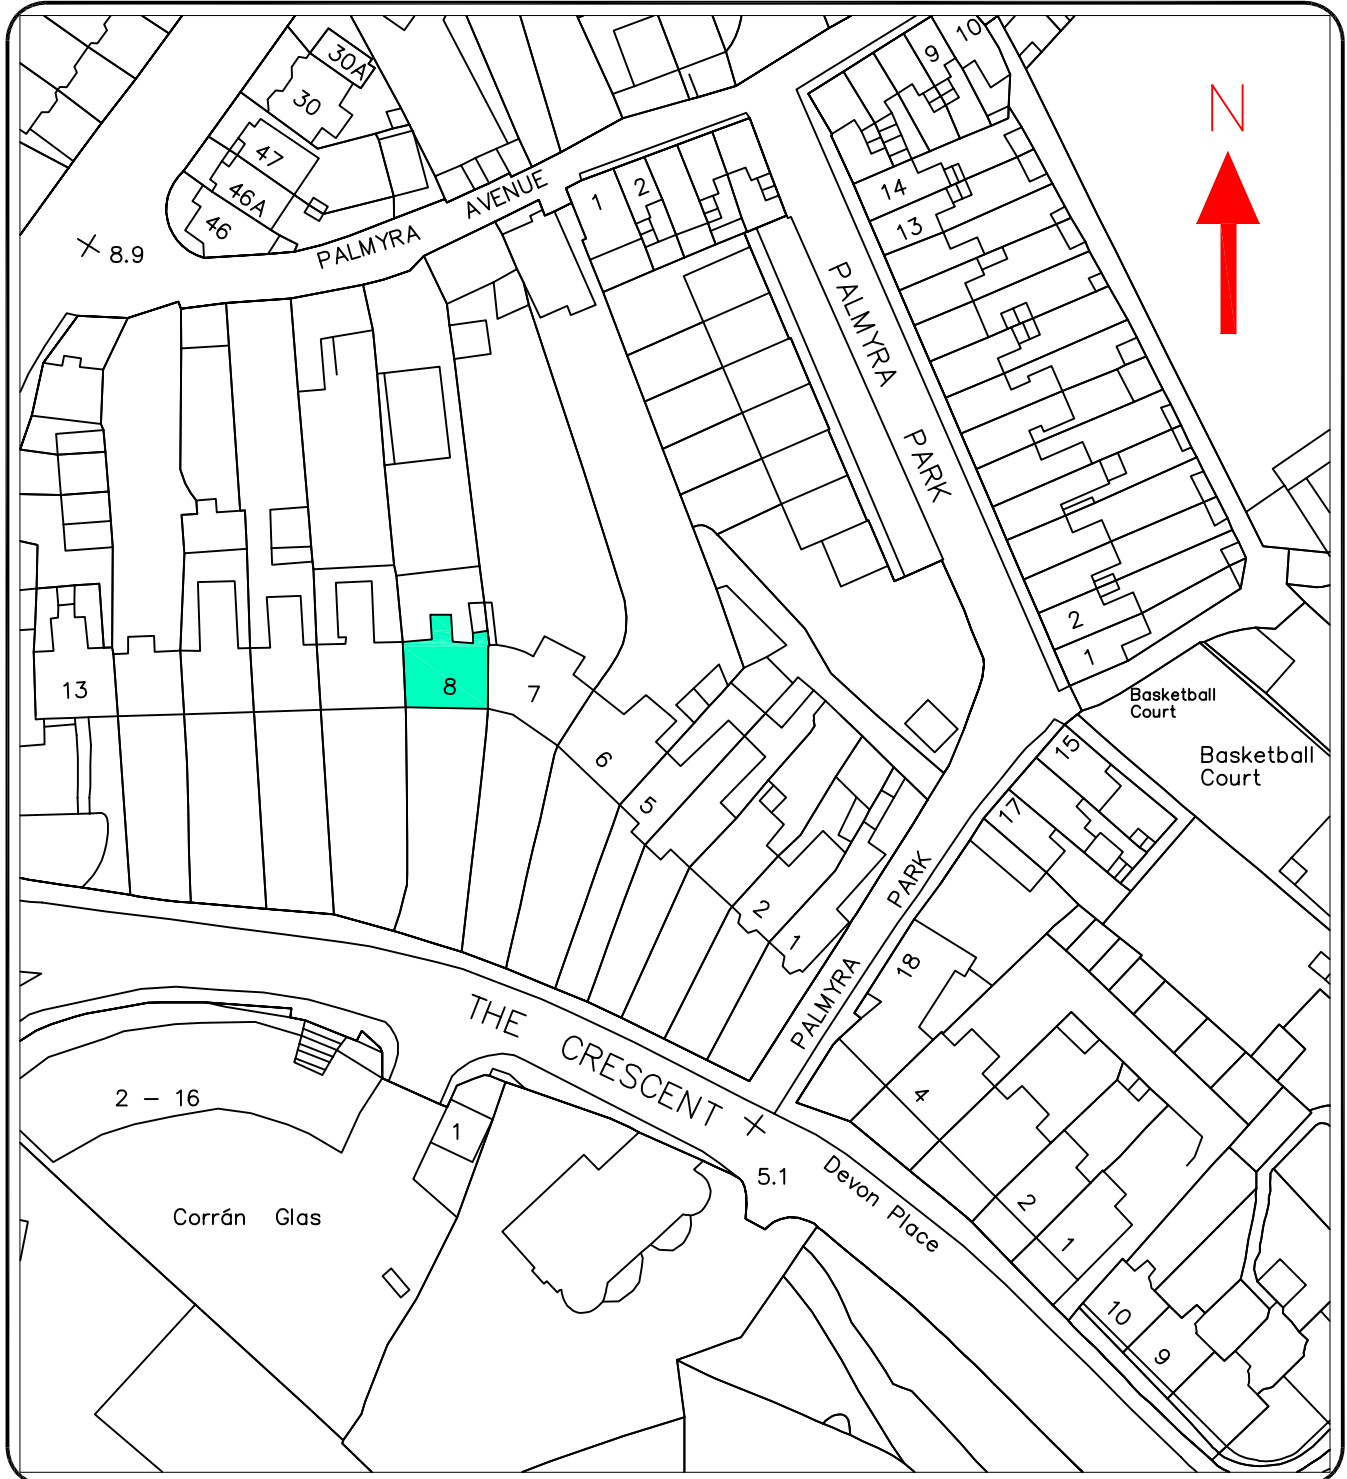 30A
30
47
46A
46
9
10
N
8.9
PALMYRA AVENUE
1
2
14
13
PALMYRA PARK
2
1
13
8
7
6
5
2
1
Basketball
Court
Basketball
Court
15
17
PALMYRA PARK
18
THE CRESCENT
2 - 16
1
4
5.1
Devon Place
2
1
Corrán Glas
10
9